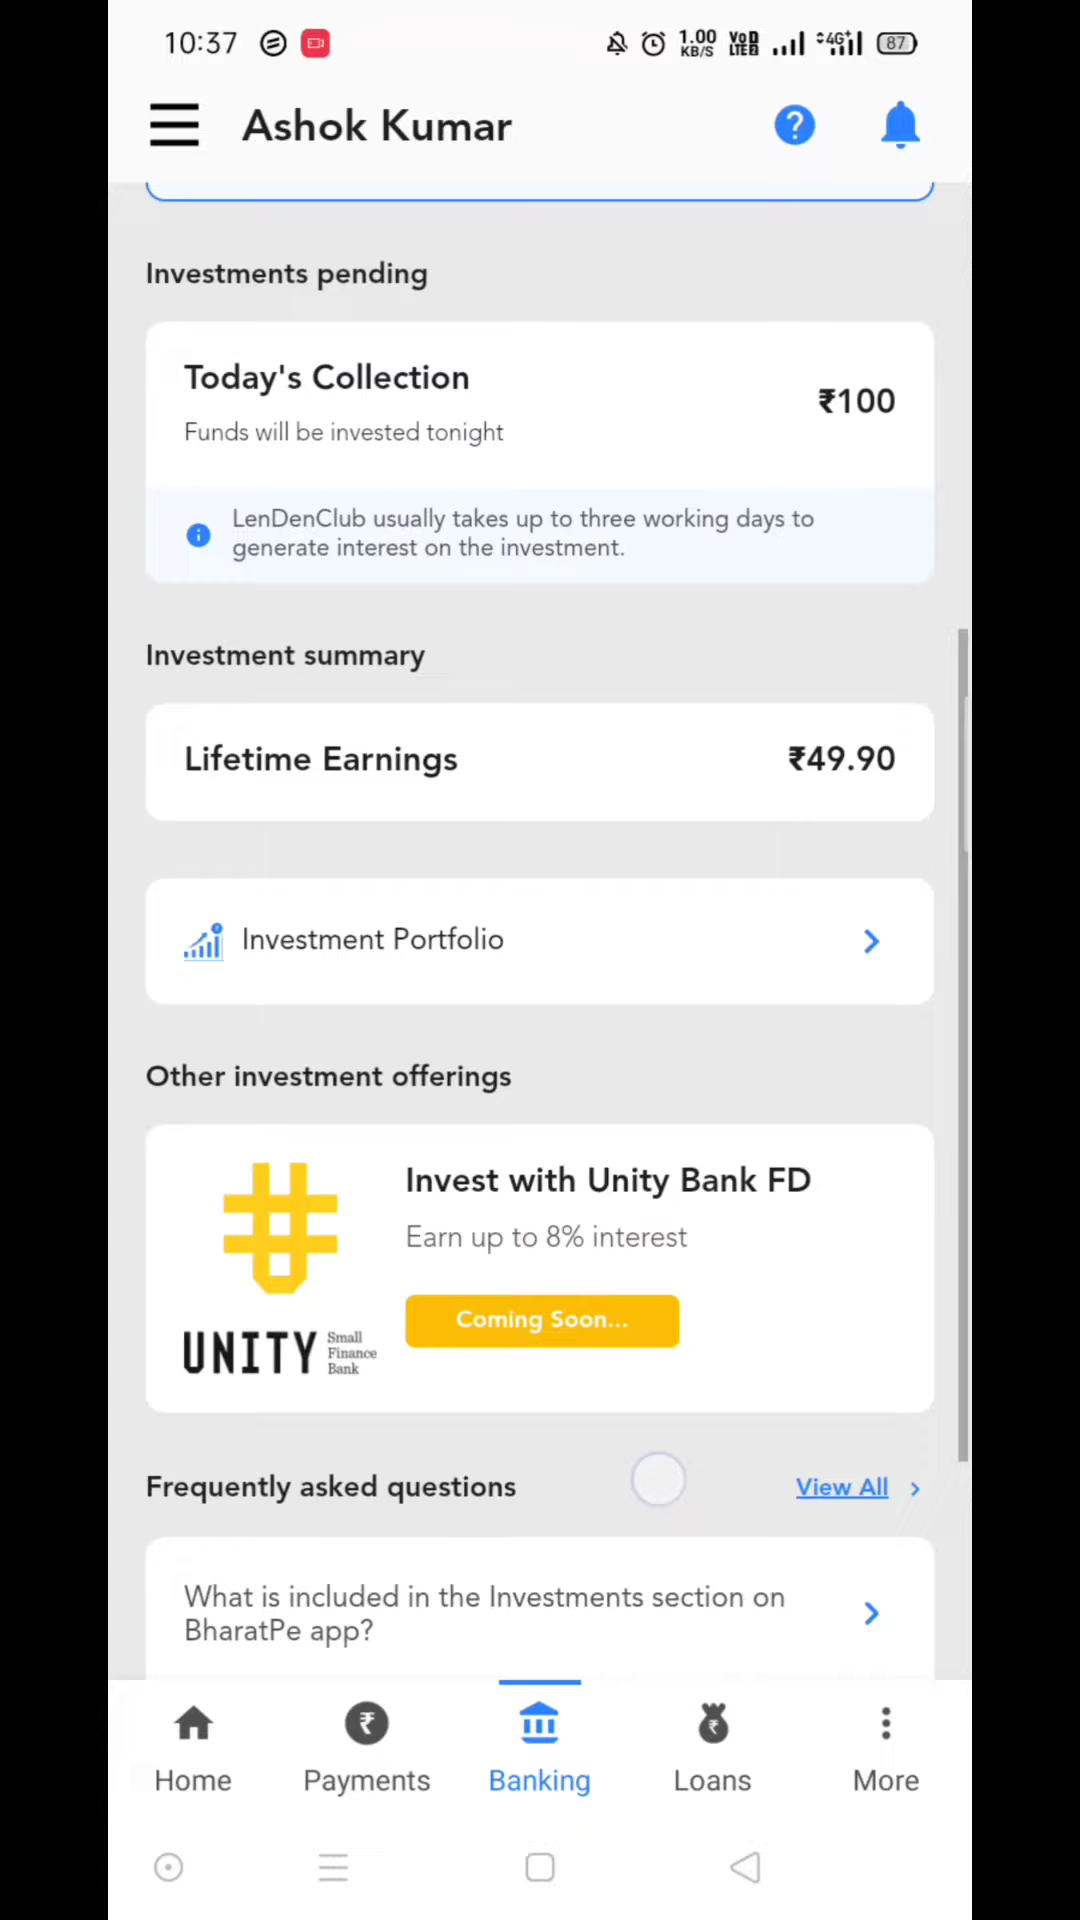 10:37
1.00 KB/S
VoD LTE 2
4G+
87
Ashok Kumar
?
Investments pending
Today's Collection
₹100
Funds will be invested tonight
LenDenClub usually takes up to three working days to
generate interest on the investment.
Investment summary
Lifetime Earnings
₹49.90
Investment Portfolio
Other investment offerings
Invest with Unity Bank FD
Earn up to 8% interest
Coming Soon...
UNITY
Small
Finance
Bank
Frequently asked questions
View All
What is included in the Investments section on
BharatPe app?
Home
Payments
Banking
Loans
More